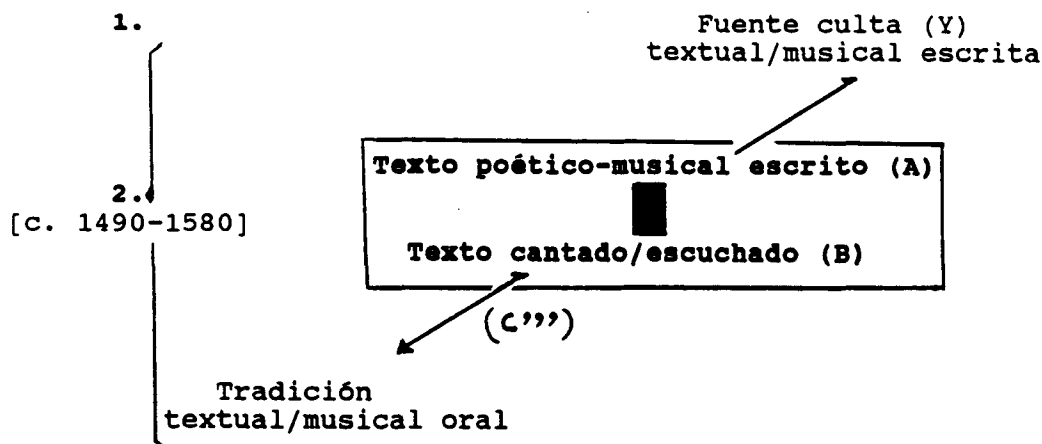 1.
Fuente culta (Y)
textual/musical escrita
Texto poético-musical escrito (A)
2.
[c. 1490-1580]
Texto cantado/escuchado (B)
(C''')
Tradición
textual/musical oral